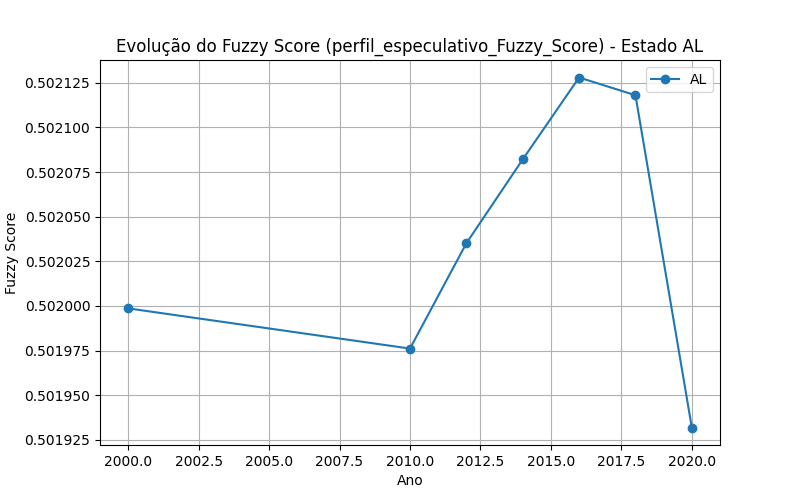 Evolução do Fuzzy Score (perfil_especulativo_Fuzzy_Score) - Estado AL
AL
Fuzzy Score
0.502125
0.502100
0.502075
0.502050
0.502025
0.502000
0.501975
0.501950
0.501925
2000.0 2002.5 2005.0 2007.5 2010.0 2012.5 2015.0 2017.5 2020.0
Ano